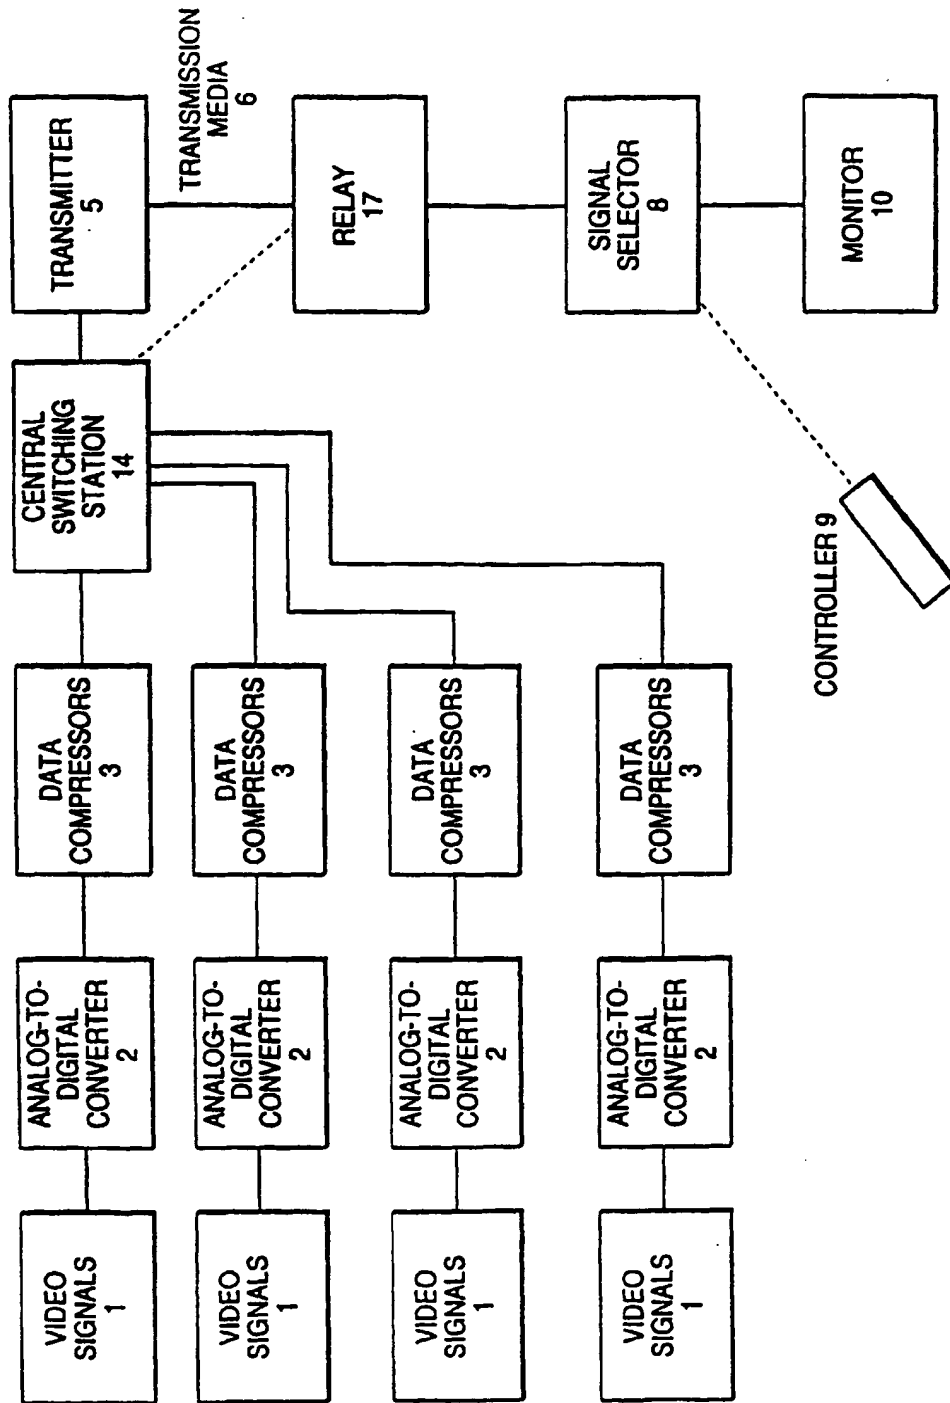 VIDEO
SIGNALS
1
ANALOG-TO-
DIGITAL
CONVERTER
2
DATA
COMPRESSORS
3
CENTRAL
SWITCHING
STATION
14
TRANSMITTER
5
TRANSMISSION
MEDIA
6
VIDEO
SIGNALS
1
ANALOG-TO-
DIGITAL
CONVERTER
2
DATA
COMPRESSORS
3
RELAY
17
VIDEO
SIGNALS
1
ANALOG-TO-
DIGITAL
CONVERTER
2
DATA
COMPRESSORS
3
SIGNAL
SELECTOR
8
VIDEO
SIGNALS
1
ANALOG-TO-
DIGITAL
CONVERTER
2
DATA
COMPRESSORS
3
CONTROLLER 9
MONITOR
10